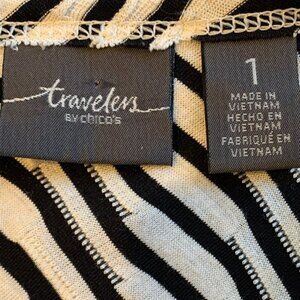 travelers
BY CHICO'S
1
MADE IN
VIETNAM
HECHO EN
VIETNAM
FABRIQUÉ EN
VIETNAM